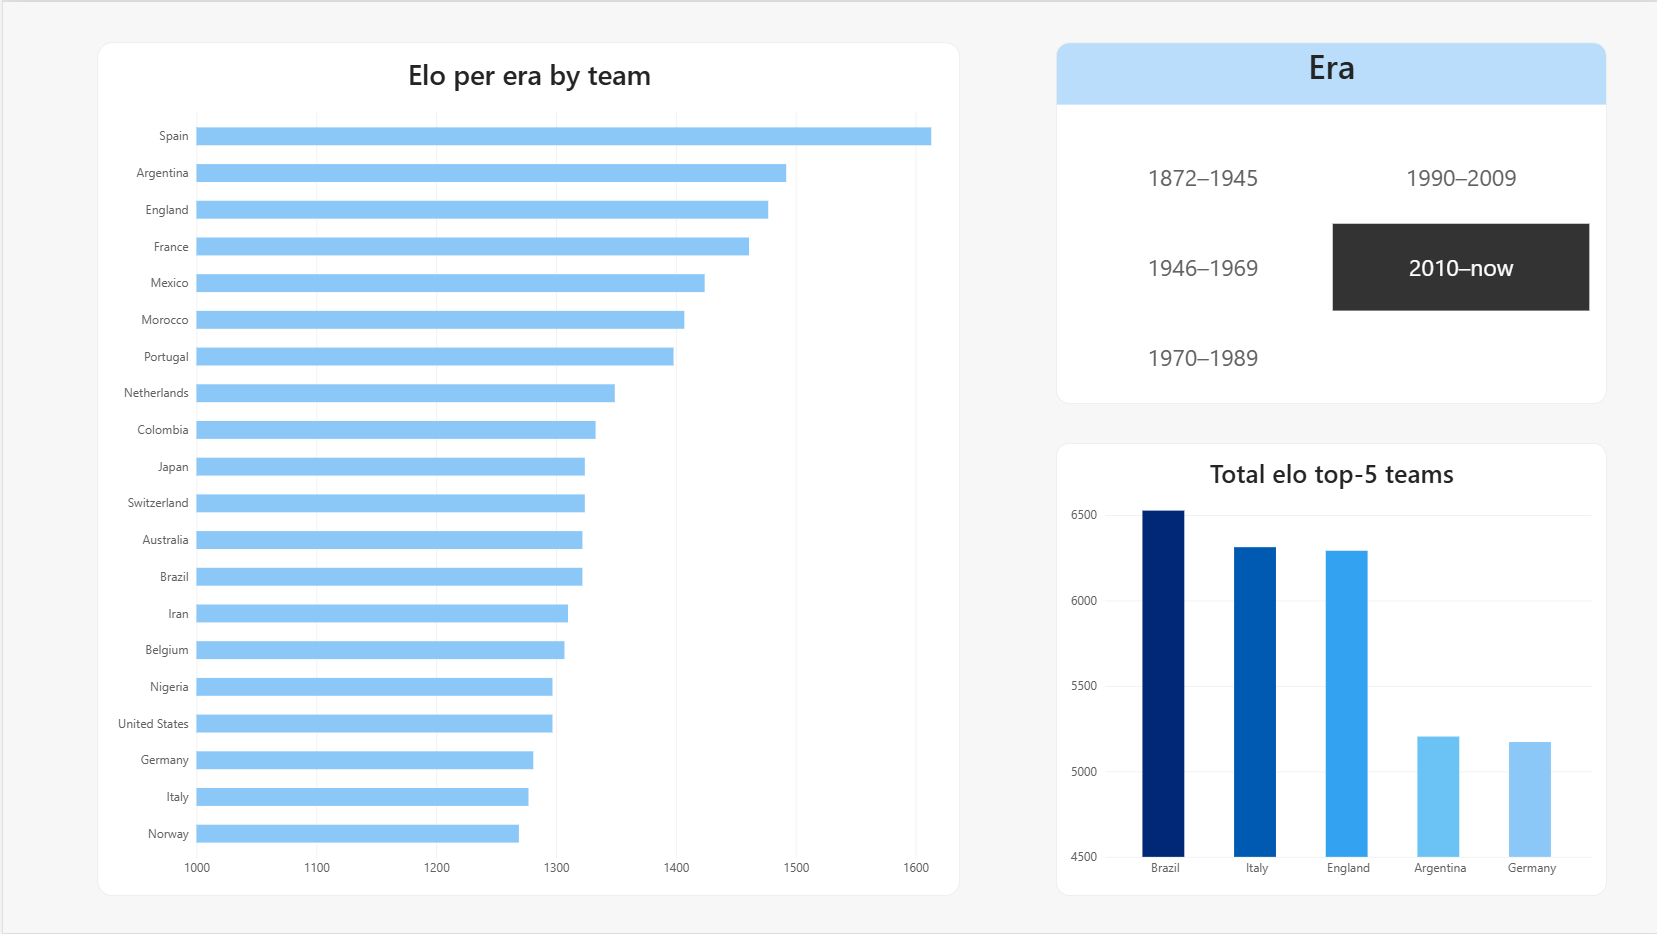 Elo per era by team
Spain
Argentina
England
France
Mexico
Morocco
Portugal
Netherlands
Colombia
Japan
Switzerland
Australia
Brazil
Iran
Belgium
Nigeria
United States
Germany
Italy
Norway
1000 1100 1200 1300 1400 1500 1600
Era
1872–1945 1990–2009
1946–1969 2010–now
1970–1989
Total elo top-5 teams
6500
6000
5500
5000
4500
Brazil Italy England Argentina Germany